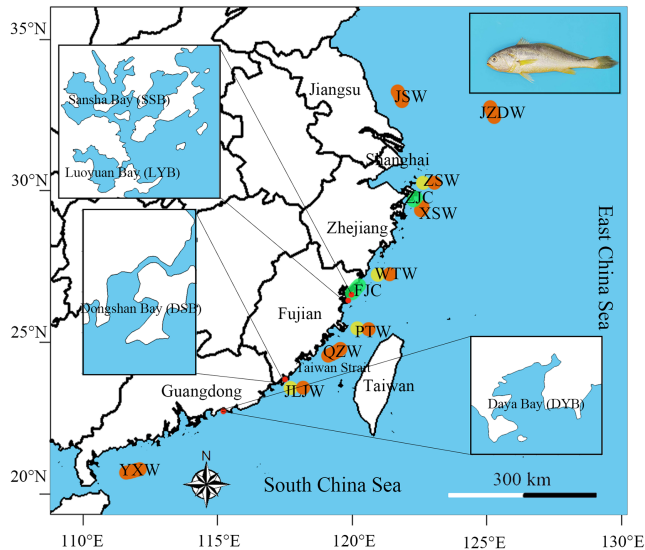 35°N
30°N
25°N
20°N
110°E
115°E
120°E
125°E
130°E
Sansha Bay (SSB)
Luoyuan Bay (LYB)
Dongshan Bay (DSB)
Daya Bay (DYB)
Jiangsu
Shanghai
Zhejiang
Fujian
Guangdong
Taiwan
Taiwan Strait
East China Sea
South China Sea
JSW
JZDW
ZSW
ZJC
XSW
WTW
FJC
PTW
QZW
JLJW
YXW
N
300 km